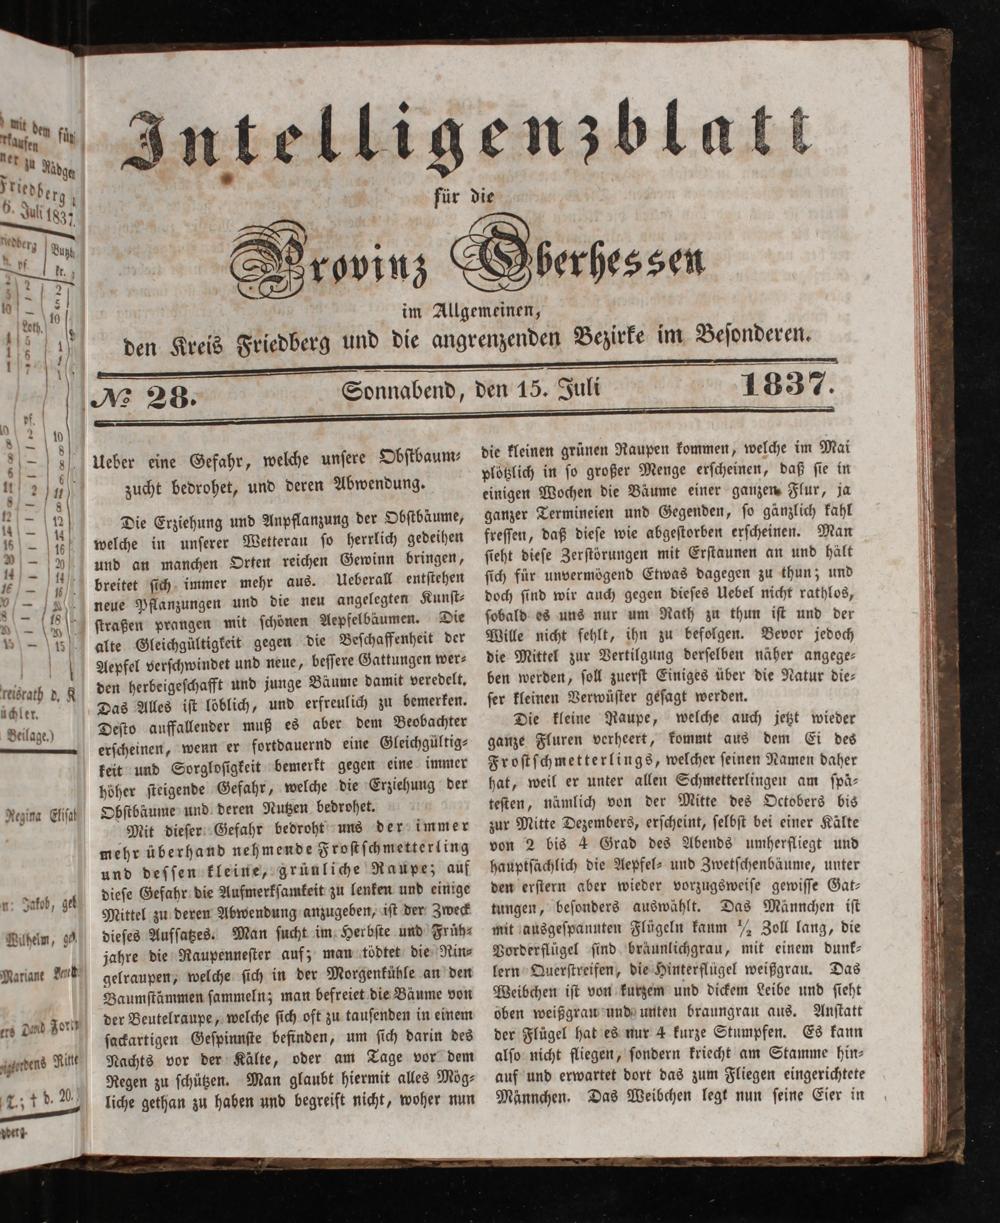 Intelligenzblatt
für die
Provinz Oberhessen
im Allgemeinen,
den Kreis Friedberg und die angrenzenden Bezirke im Besonderen.
№ 28.
Sonnabend, den 15. Juli
1837.
Ueber eine Gefahr, welche unsere Obstbaum-
zucht bedrohet, und deren Abwendung.
Die Erziehung und Anpflanzung der Obstbäume,
welche in unserer Wetterau so herrlich gedeihen
und an manchen Orten reichen Gewinn bringen,
breitet sich immer mehr aus. Ueberall entstehen
neue Pflanzungen und die neu angelegten Kunst-
straßen prangen mit schönen Aepfelbäumen. Die
alte Gleichgültigkeit gegen die Beschaffenheit der
Aepfel verschwindet und neue, bessere Gattungen wer-
den herbeigeschafft und junge Bäume damit veredelt.
Das Alles ist löblich, und erfreulich zu bemerken.
Desto auffallender muß es aber dem Beobachter
erscheinen, wenn er fortdauernd eine Gleichgültig-
keit und Sorglosigkeit bemerkt gegen eine immer
höher steigende Gefahr, welche die Erziehung der
Obstbäume und deren Nutzen bedrohet.
Mit dieser Gefahr bedroht uns der immer
mehr überhand nehmende Frostschmetterling
und dessen kleine, grünliche Raupe; auf
diese Gefahr die Aufmerksamkeit zu lenken und einige
Mittel zu deren Abwendung anzugeben, ist der Zweck
dieses Aufsatzes. Man sucht im Herbste und Früh-
jahre die Raupennester auf; man tödtet die Rin-
gelraupen, welche sich in der Morgenkühle an den
Baumstämmen sammeln; man befreiet die Bäume von
der Beutelraupe, welche sich oft zu tausenden in einem
sackartigen Gespinnste befinden, um sich darin des
Nachts vor der Kälte, oder am Tage vor dem
Regen zu schützen. Man glaubt hiermit alles Mög-
liche gethan zu haben und begreift nicht, woher nun
die kleinen grünen Raupen kommen, welche im Mai
plötzlich in so großer Menge erscheinen, daß sie in
einigen Wochen die Bäume einer ganzen Flur, ja
ganzer Termineien und Gegenden, so gänzlich kahl
fressen, daß diese wie abgestorben erscheinen. Man
sieht diese Zerstörungen mit Erstaunen an und hält
sich für unvermögend Etwas dagegen zu thun; und
doch sind wir auch gegen dieses Uebel nicht rathlos,
sobald es uns nur um Rath zu thun ist und der
Wille nicht fehlt, ihn zu befolgen. Bevor jedoch
die Mittel zur Vertilgung derselben näher angege-
ben werden, soll zuerst Einiges über die Natur die-
ser kleinen Verwüster gesagt werden.
Die kleine Raupe, welche auch jetzt wieder
ganze Fluren verheert, kommt aus dem Ei des
Frostschmetterlings, welcher seinen Namen daher
hat, weil er unter allen Schmetterlingen am spä-
testen, nämlich von der Mitte des Octobers bis
zur Mitte Dezembers, erscheint, selbst bei einer Kälte
von 2 bis 4 Grad des Abends umherfliegt und
hauptsächlich die Aepfel- und Zwetschenbäume, unter
den erstern aber wieder vorzugsweise gewisse Gat-
tungen, besonders auswählt. Das Männchen ist
mit ausgespannten Flügeln kaum ½ Zoll lang, die
Vorderflügel sind bräunlichgrau, mit einem dunk-
lern Querstreifen, die Hinterflügel weißgrau. Das
Weibchen ist von kurzem und dickem Leibe und sieht
oben weißgrau und unten braungrau aus. Anstatt
der Flügel hat es nur 4 kurze Stumpfen. Es kann
also nicht fliegen, sondern kriecht am Stamme hin-
auf und erwartet dort das zum Fliegen eingerichtete
Männchen. Das Weibchen legt nun seine Eier in